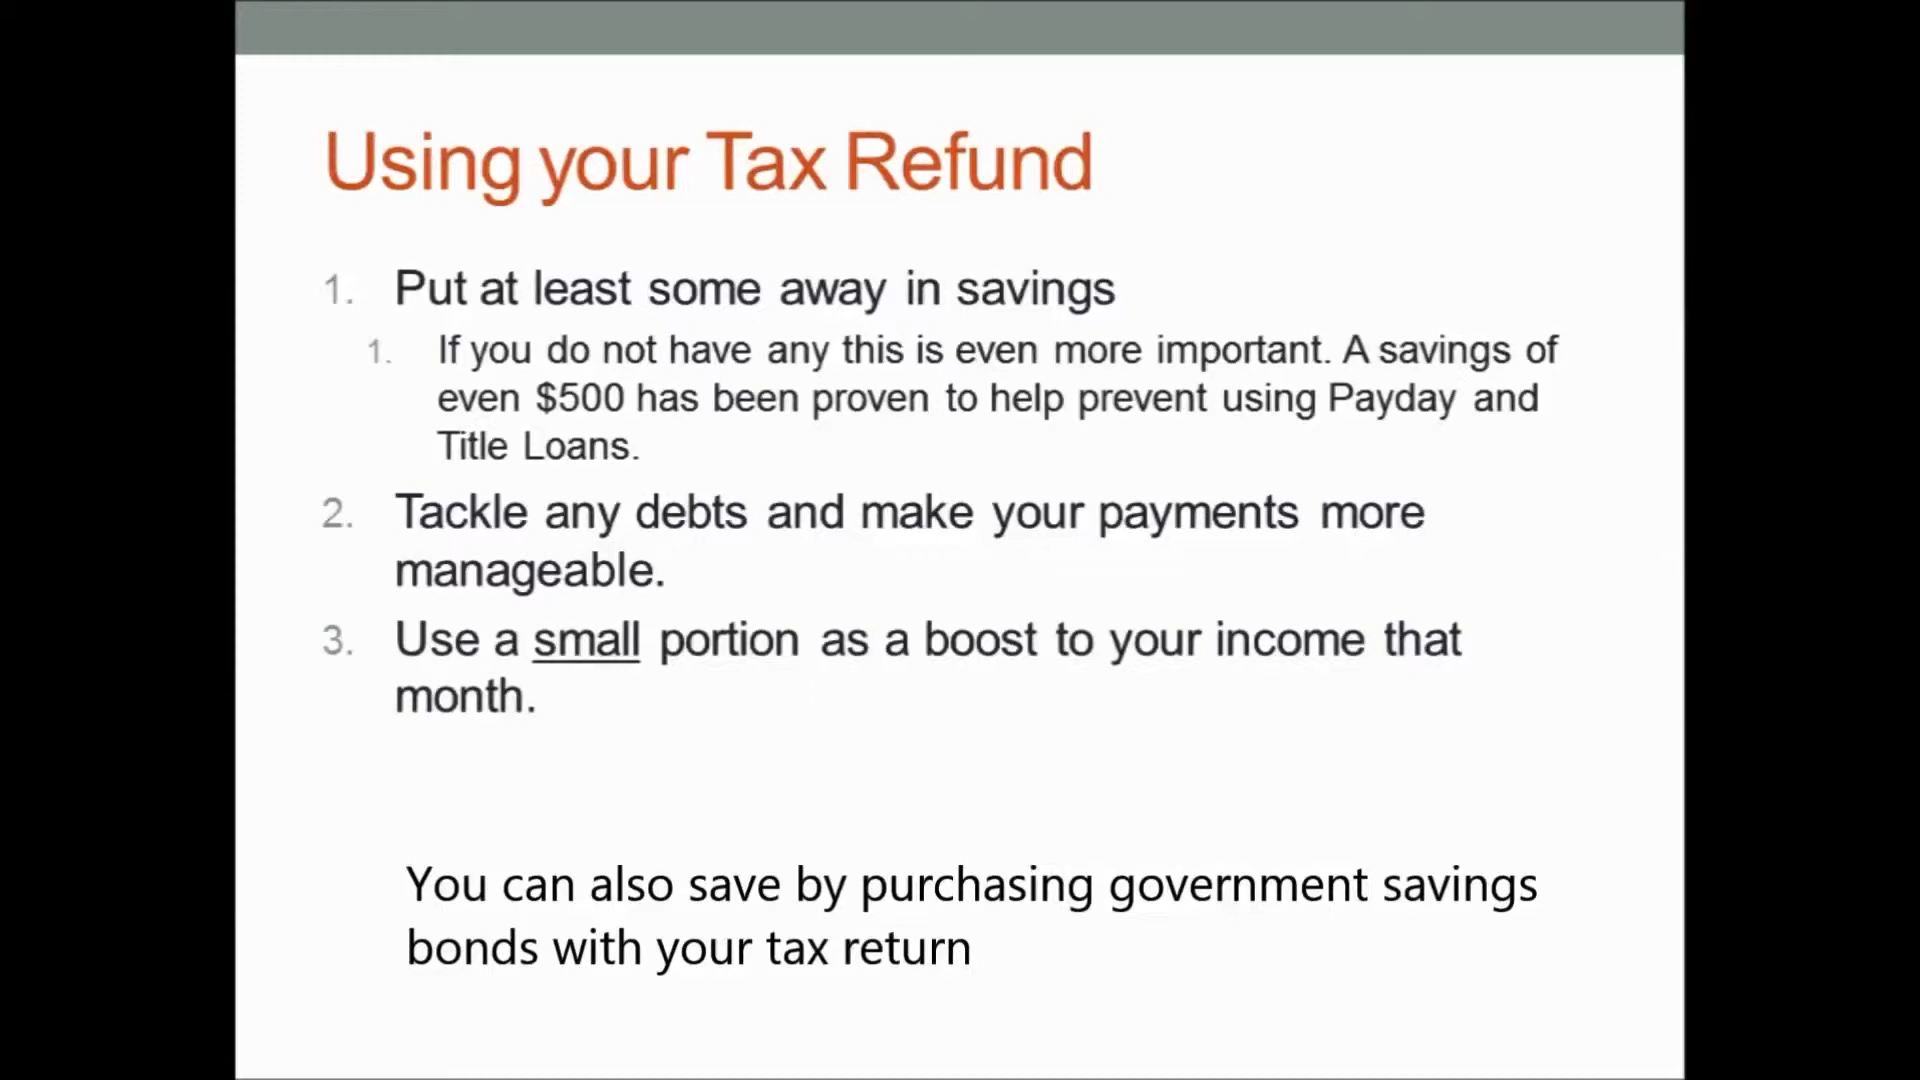 Using your Tax Refund
1. Put at least some away in savings
1. If you do not have any this is even more important. A savings of
even $500 has been proven to help prevent using Payday and
Title Loans.
2. Tackle any debts and make your payments more
manageable.
3. Use a small portion as a boost to your income that
month.
You can also save by purchasing government savings
bonds with your tax return